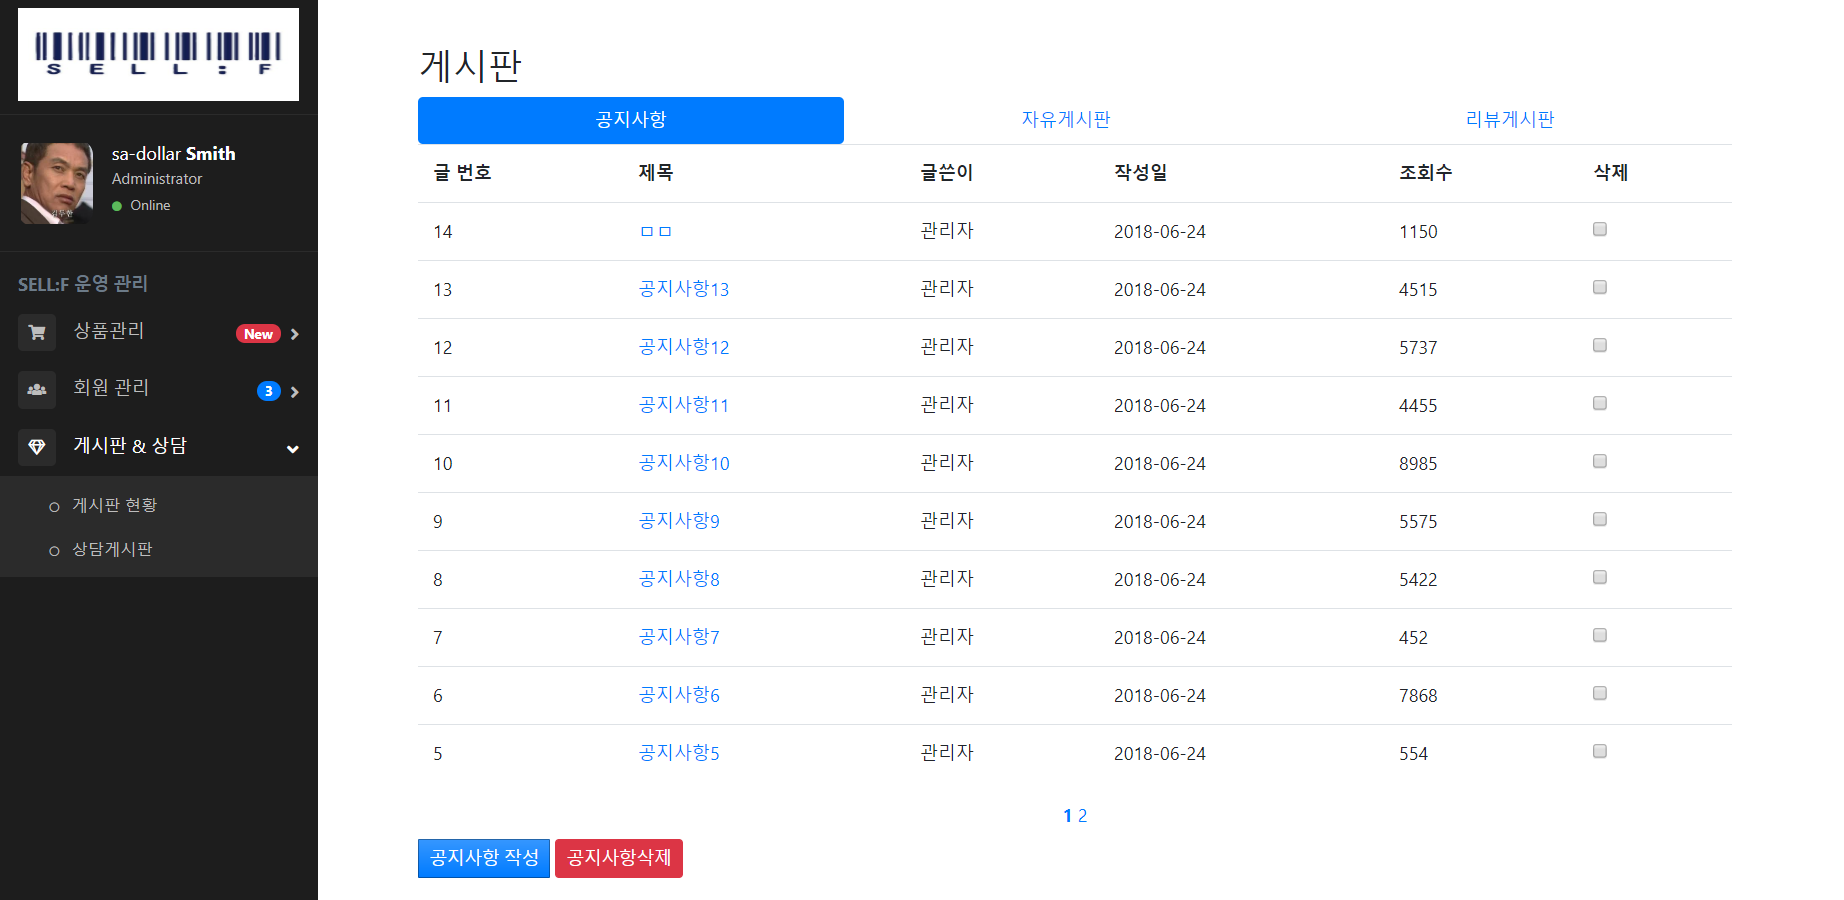 SELL:F
sa-dollar Smith
Administrator
Online
SELL:F 운영 관리
상품관리 New
회원 관리 3
게시판 & 상담
게시판 현황
상담게시판
게시판
공지사항 자유게시판 리뷰게시판
글 번호 제목 글쓴이 작성일 조회수 삭제
14 ㅁㅁ 관리자 2018-06-24 1150
13 공지사항13 관리자 2018-06-24 4515
12 공지사항12 관리자 2018-06-24 5737
11 공지사항11 관리자 2018-06-24 4455
10 공지사항10 관리자 2018-06-24 8985
9 공지사항9 관리자 2018-06-24 5575
8 공지사항8 관리자 2018-06-24 5422
7 공지사항7 관리자 2018-06-24 452
6 공지사항6 관리자 2018-06-24 7868
5 공지사항5 관리자 2018-06-24 554
1 2
공지사항 작성 공지사항삭제